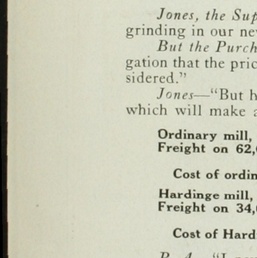 Jones, the Sup
grinding in our ne
But the Purch
gation that the pric
sidered."
Jones—"But h
which will make a
Ordinary mill,
Freight on 62,
Cost of ordin
Hardinge mill,
Freight on 34,
Cost of Hard